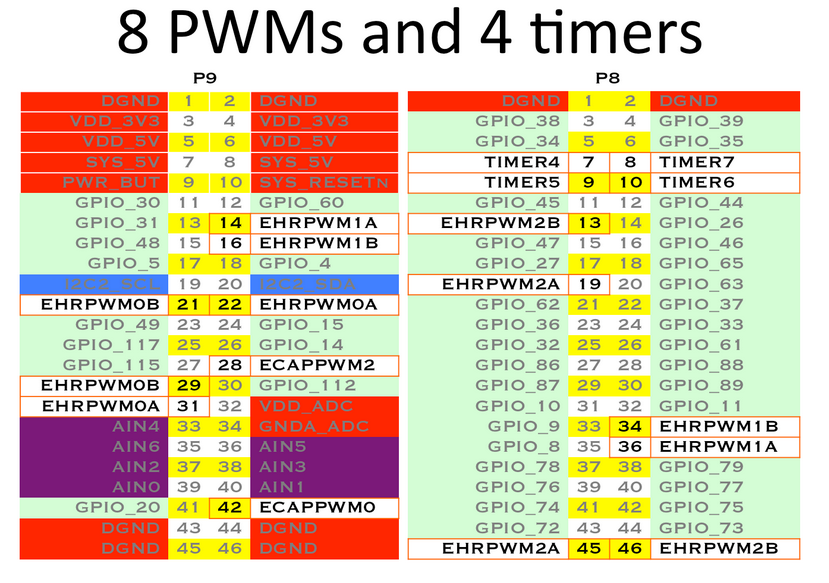 8 PWMs and 4 timers
P9 P8
DGND 1 2 DGND DGND 1 2 DGND
VDD_3V3 3 4 VDD_3V3 GPIO_38 3 4 GPIO_39
VDD_5V 5 6 VDD_5V GPIO_34 5 6 GPIO_35
SYS_5V 7 8 SYS_5V TIMER4 7 8 TIMER7
PWR_BUT 9 10 SYS_RESETN TIMER5 9 10 TIMER6
GPIO_30 11 12 GPIO_60 GPIO_45 11 12 GPIO_44
GPIO_31 13 14 EHRPWM1A EHRPWM2B 13 14 GPIO_26
GPIO_48 15 16 EHRPWM1B GPIO_47 15 16 GPIO_46
GPIO_5 17 18 GPIO_4 GPIO_27 17 18 GPIO_65
I2C2_SCL 19 20 I2C2_SDA EHRPWM2A 19 20 GPIO_63
EHRPWM0B 21 22 EHRPWM0A GPIO_62 21 22 GPIO_37
GPIO_49 23 24 GPIO_15 GPIO_36 23 24 GPIO_33
GPIO_117 25 26 GPIO_14 GPIO_32 25 26 GPIO_61
GPIO_115 27 28 ECAPPWM2 GPIO_86 27 28 GPIO_88
EHRPWM0B 29 30 GPIO_112 GPIO_87 29 30 GPIO_89
EHRPWM0A 31 32 VDD_ADC GPIO_10 31 32 GPIO_11
AIN4 33 34 GNDA_ADC GPIO_9 33 34 EHRPWM1B
AIN6 35 36 AIN5 GPIO_8 35 36 EHRPWM1A
AIN2 37 38 AIN3 GPIO_78 37 38 GPIO_79
AIN0 39 40 AIN1 GPIO_76 39 40 GPIO_77
GPIO_20 41 42 ECAPPWM0 GPIO_74 41 42 GPIO_75
DGND 43 44 DGND GPIO_72 43 44 GPIO_73
DGND 45 46 DGND EHRPWM2A 45 46 EHRPWM2B